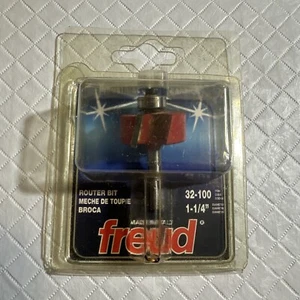 ROUTER BIT
MECHE DE TOUPIE
BROCA
32-100
1-1/4"
freud